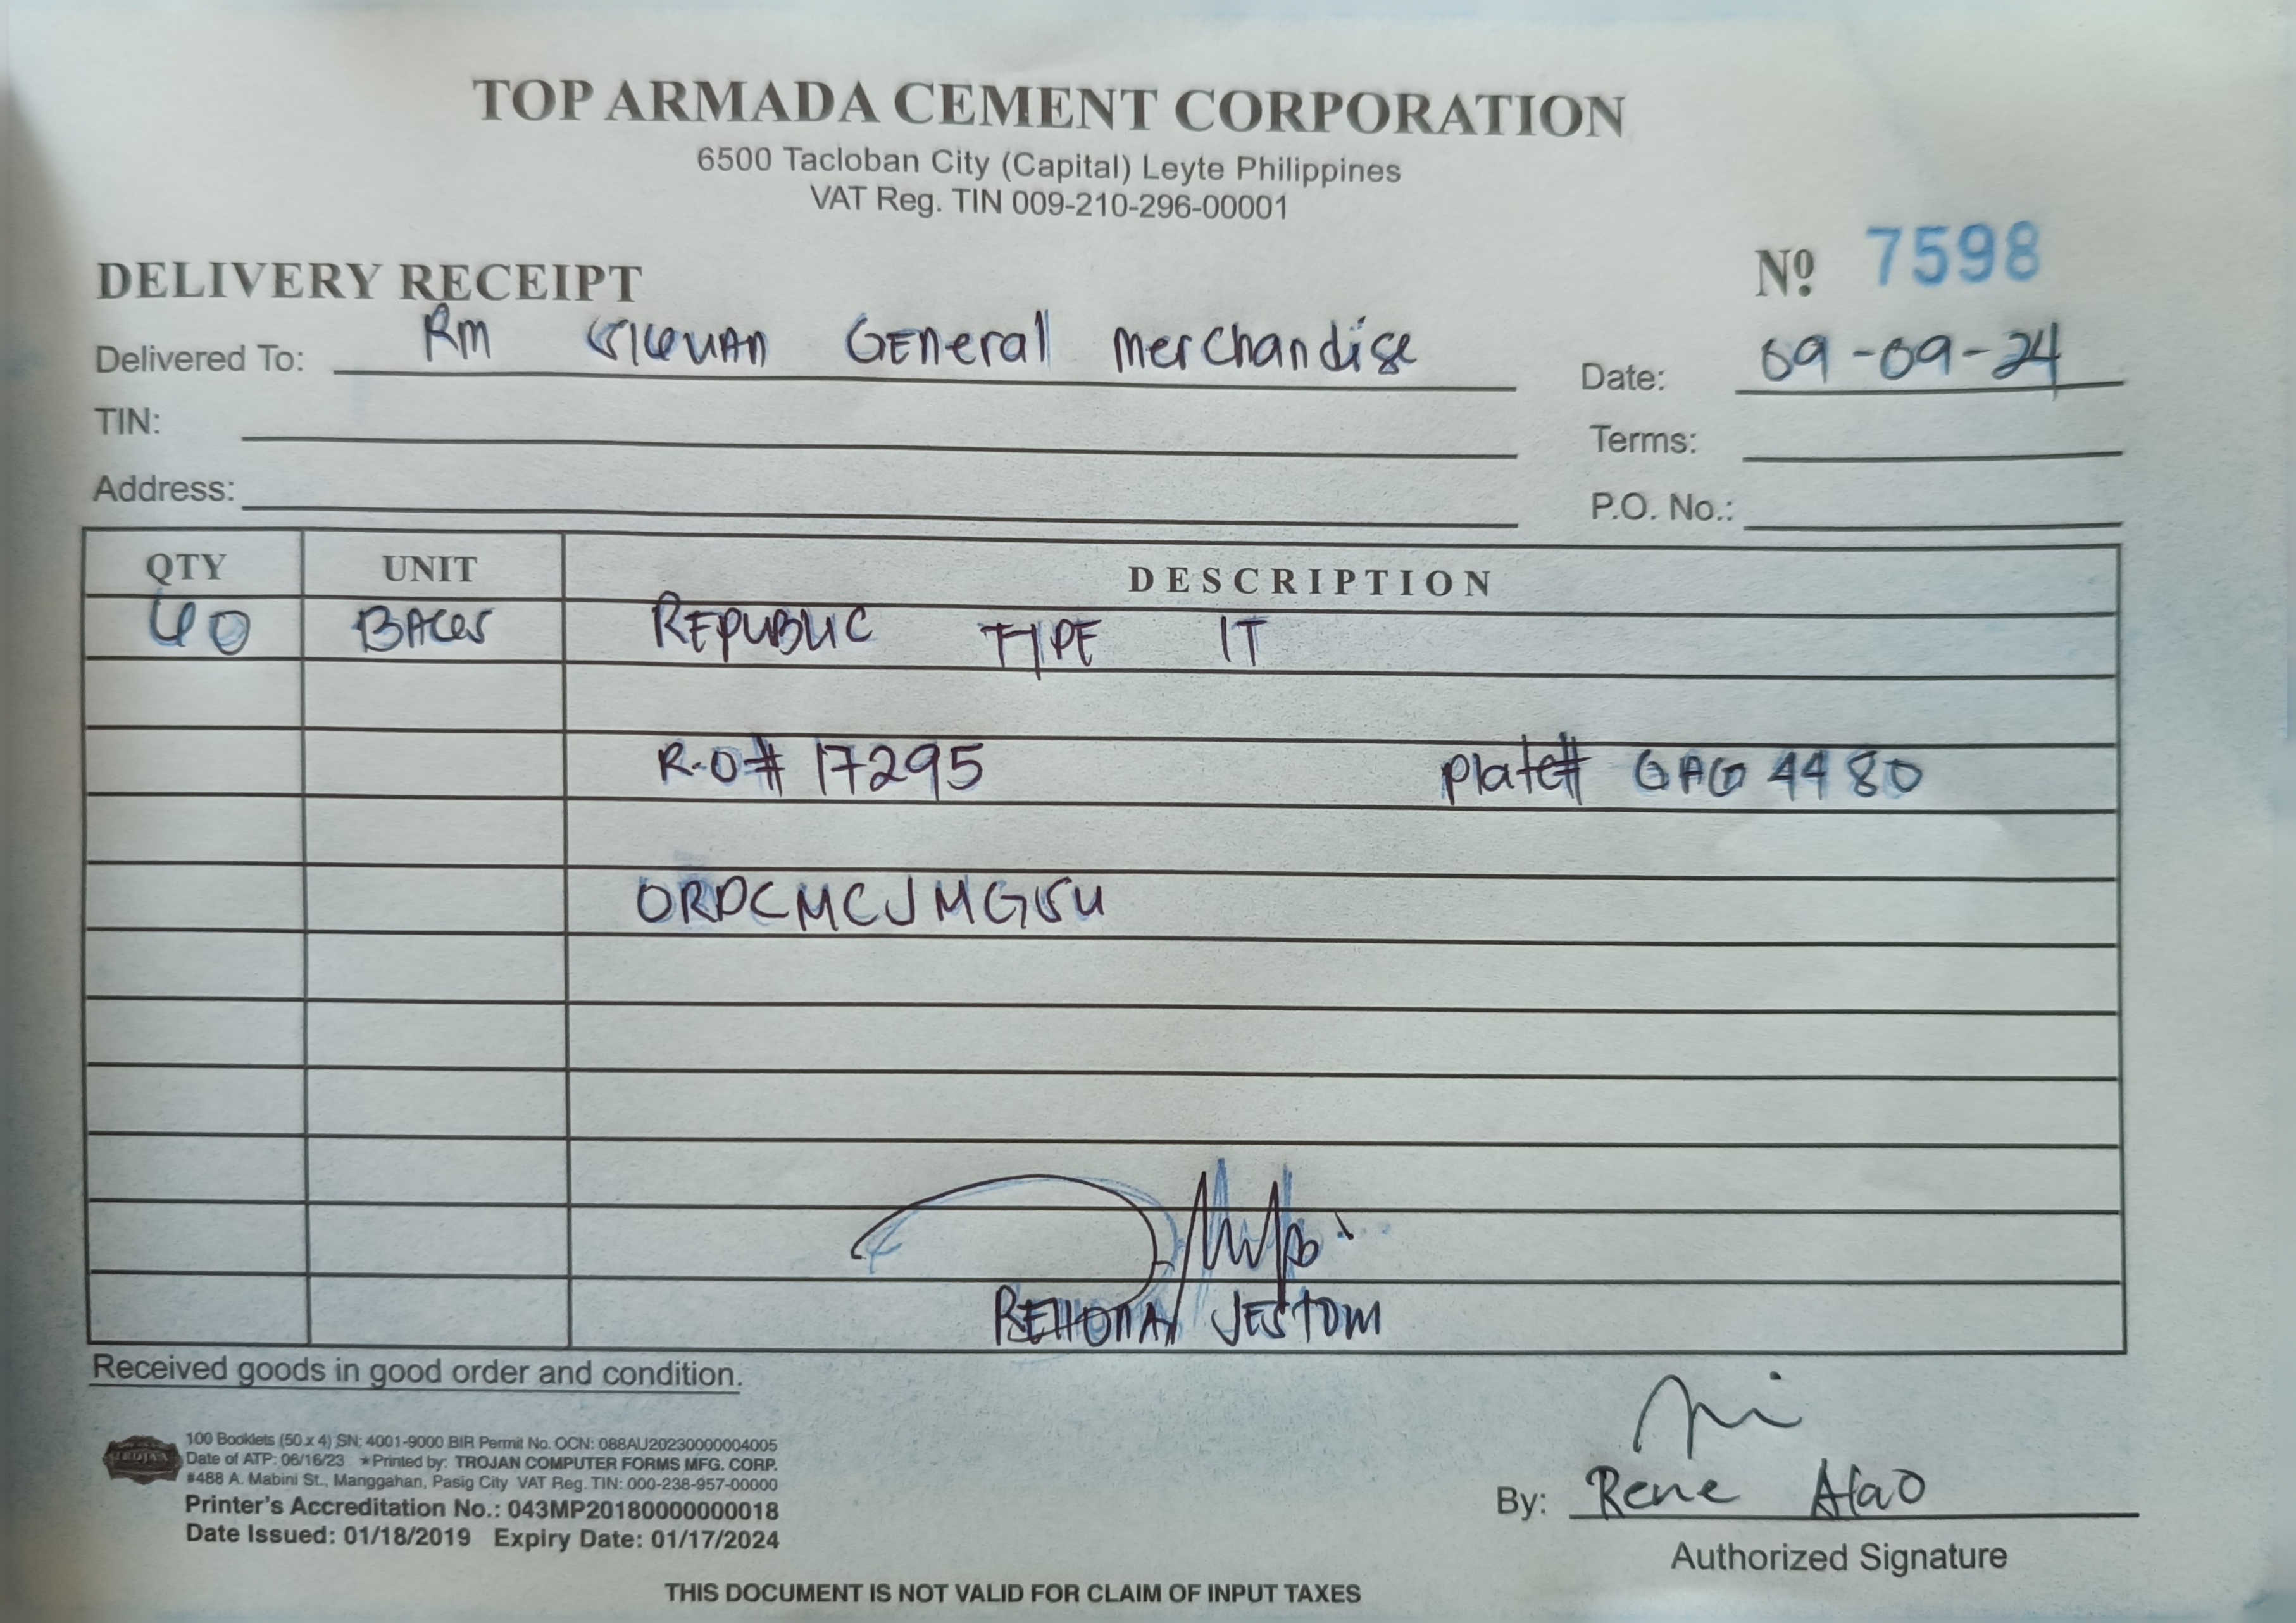 TOP ARMADA CEMENT CORPORATION
6500 Tacloban City (Capital) Leyte Philippines
VAT Reg. TIN 009-210-296-00001
DELIVERY RECEIPT
Nº 7598
Delivered To: Rm General Merchandise
Date: 09-09-24
TIN:
Terms:
Address:
P.O. No.:
QTY UNIT DESCRIPTION
40 BAGS REPUBLIC TYPE 1T
R.O# 17295 Plate# GAG 4480
ORDCMCJMGSU
JESTOM
Received goods in good order and condition.
TROJAN
100 Booklets (50 x 4) SN: 4001-9000 BIR Permit No. OCN: 088AU20230000004005
Date of ATP: 06/16/23 ★Printed by: TROJAN COMPUTER FORMS MFG. CORP.
#488 A. Mabini St., Manggahan, Pasig City VAT Reg. TIN: 000-238-957-00000
Printer's Accreditation No.: 043MP20180000000018
Date Issued: 01/18/2019 Expiry Date: 01/17/2024
By: Rene Alao
Authorized Signature
THIS DOCUMENT IS NOT VALID FOR CLAIM OF INPUT TAXES